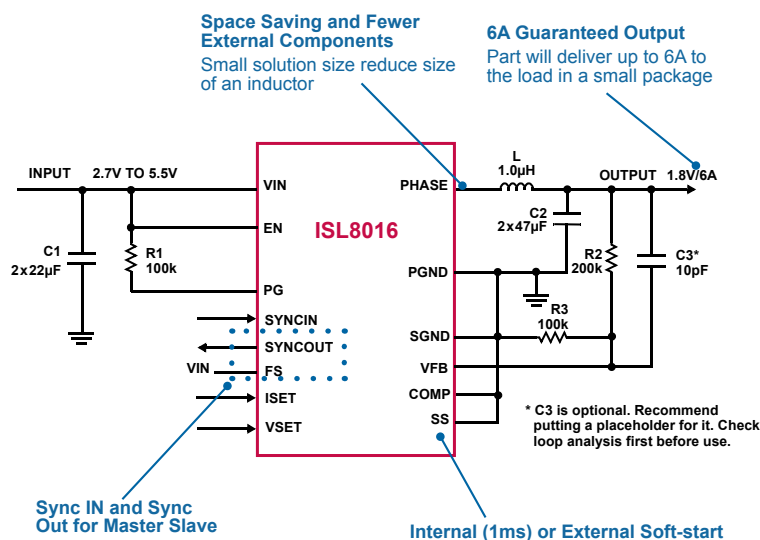 Space Saving and Fewer
External Components
Small solution size reduce size
of an inductor
6A Guaranteed Output
Part will deliver up to 6A to
the load in a small package
INPUT 2.7V TO 5.5V
C1
2x22µF
R1
100k
VIN
EN
PG
SYNCIN
SYNCOUT
VIN FS
ISET
VSET
ISL8016
PHASE
PGND
SGND
VFB
COMP
SS
L
1.0µH
OUTPUT 1.8V/6A
C2
2x47µF
R2
200k
C3*
10pF
R3
100k
* C3 is optional. Recommend
putting a placeholder for it. Check
loop analysis first before use.
Sync IN and Sync
Out for Master Slave
Internal (1ms) or External Soft-start